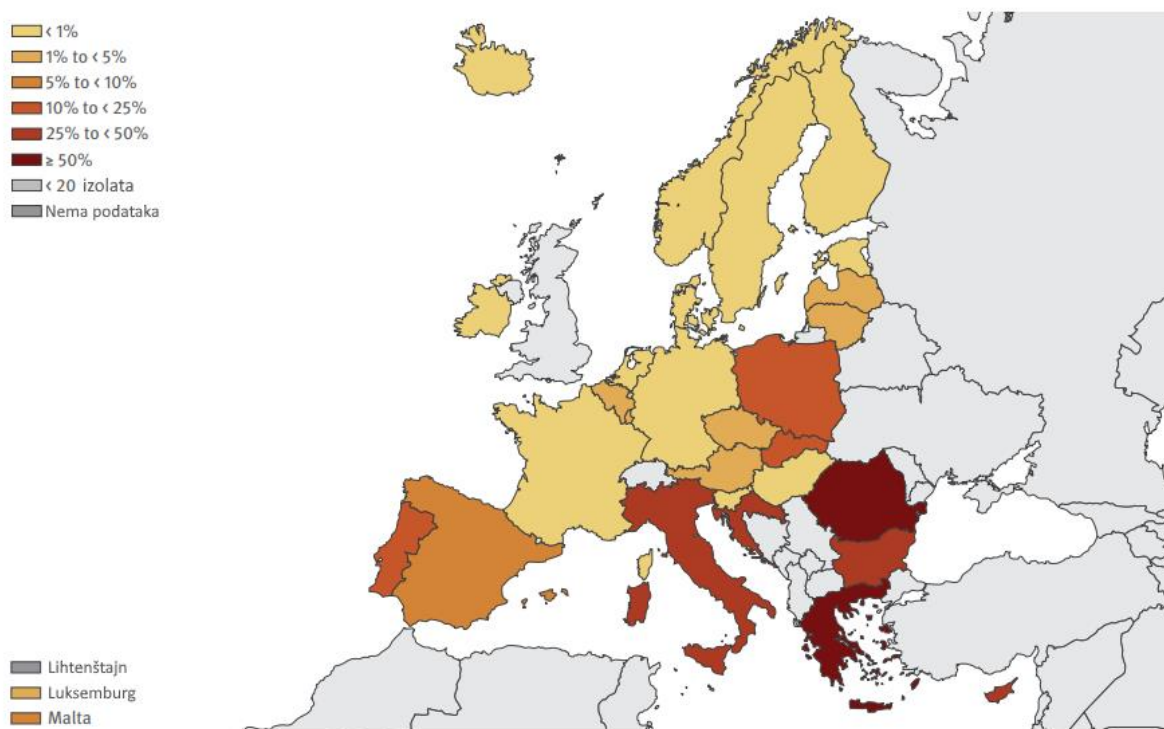 < 1%
1% to < 5%
5% to < 10%
10% to < 25%
25% to < 50%
≥ 50%
< 20 izolata
Nema podataka
Lihtenštajn
Luksemburg
Malta